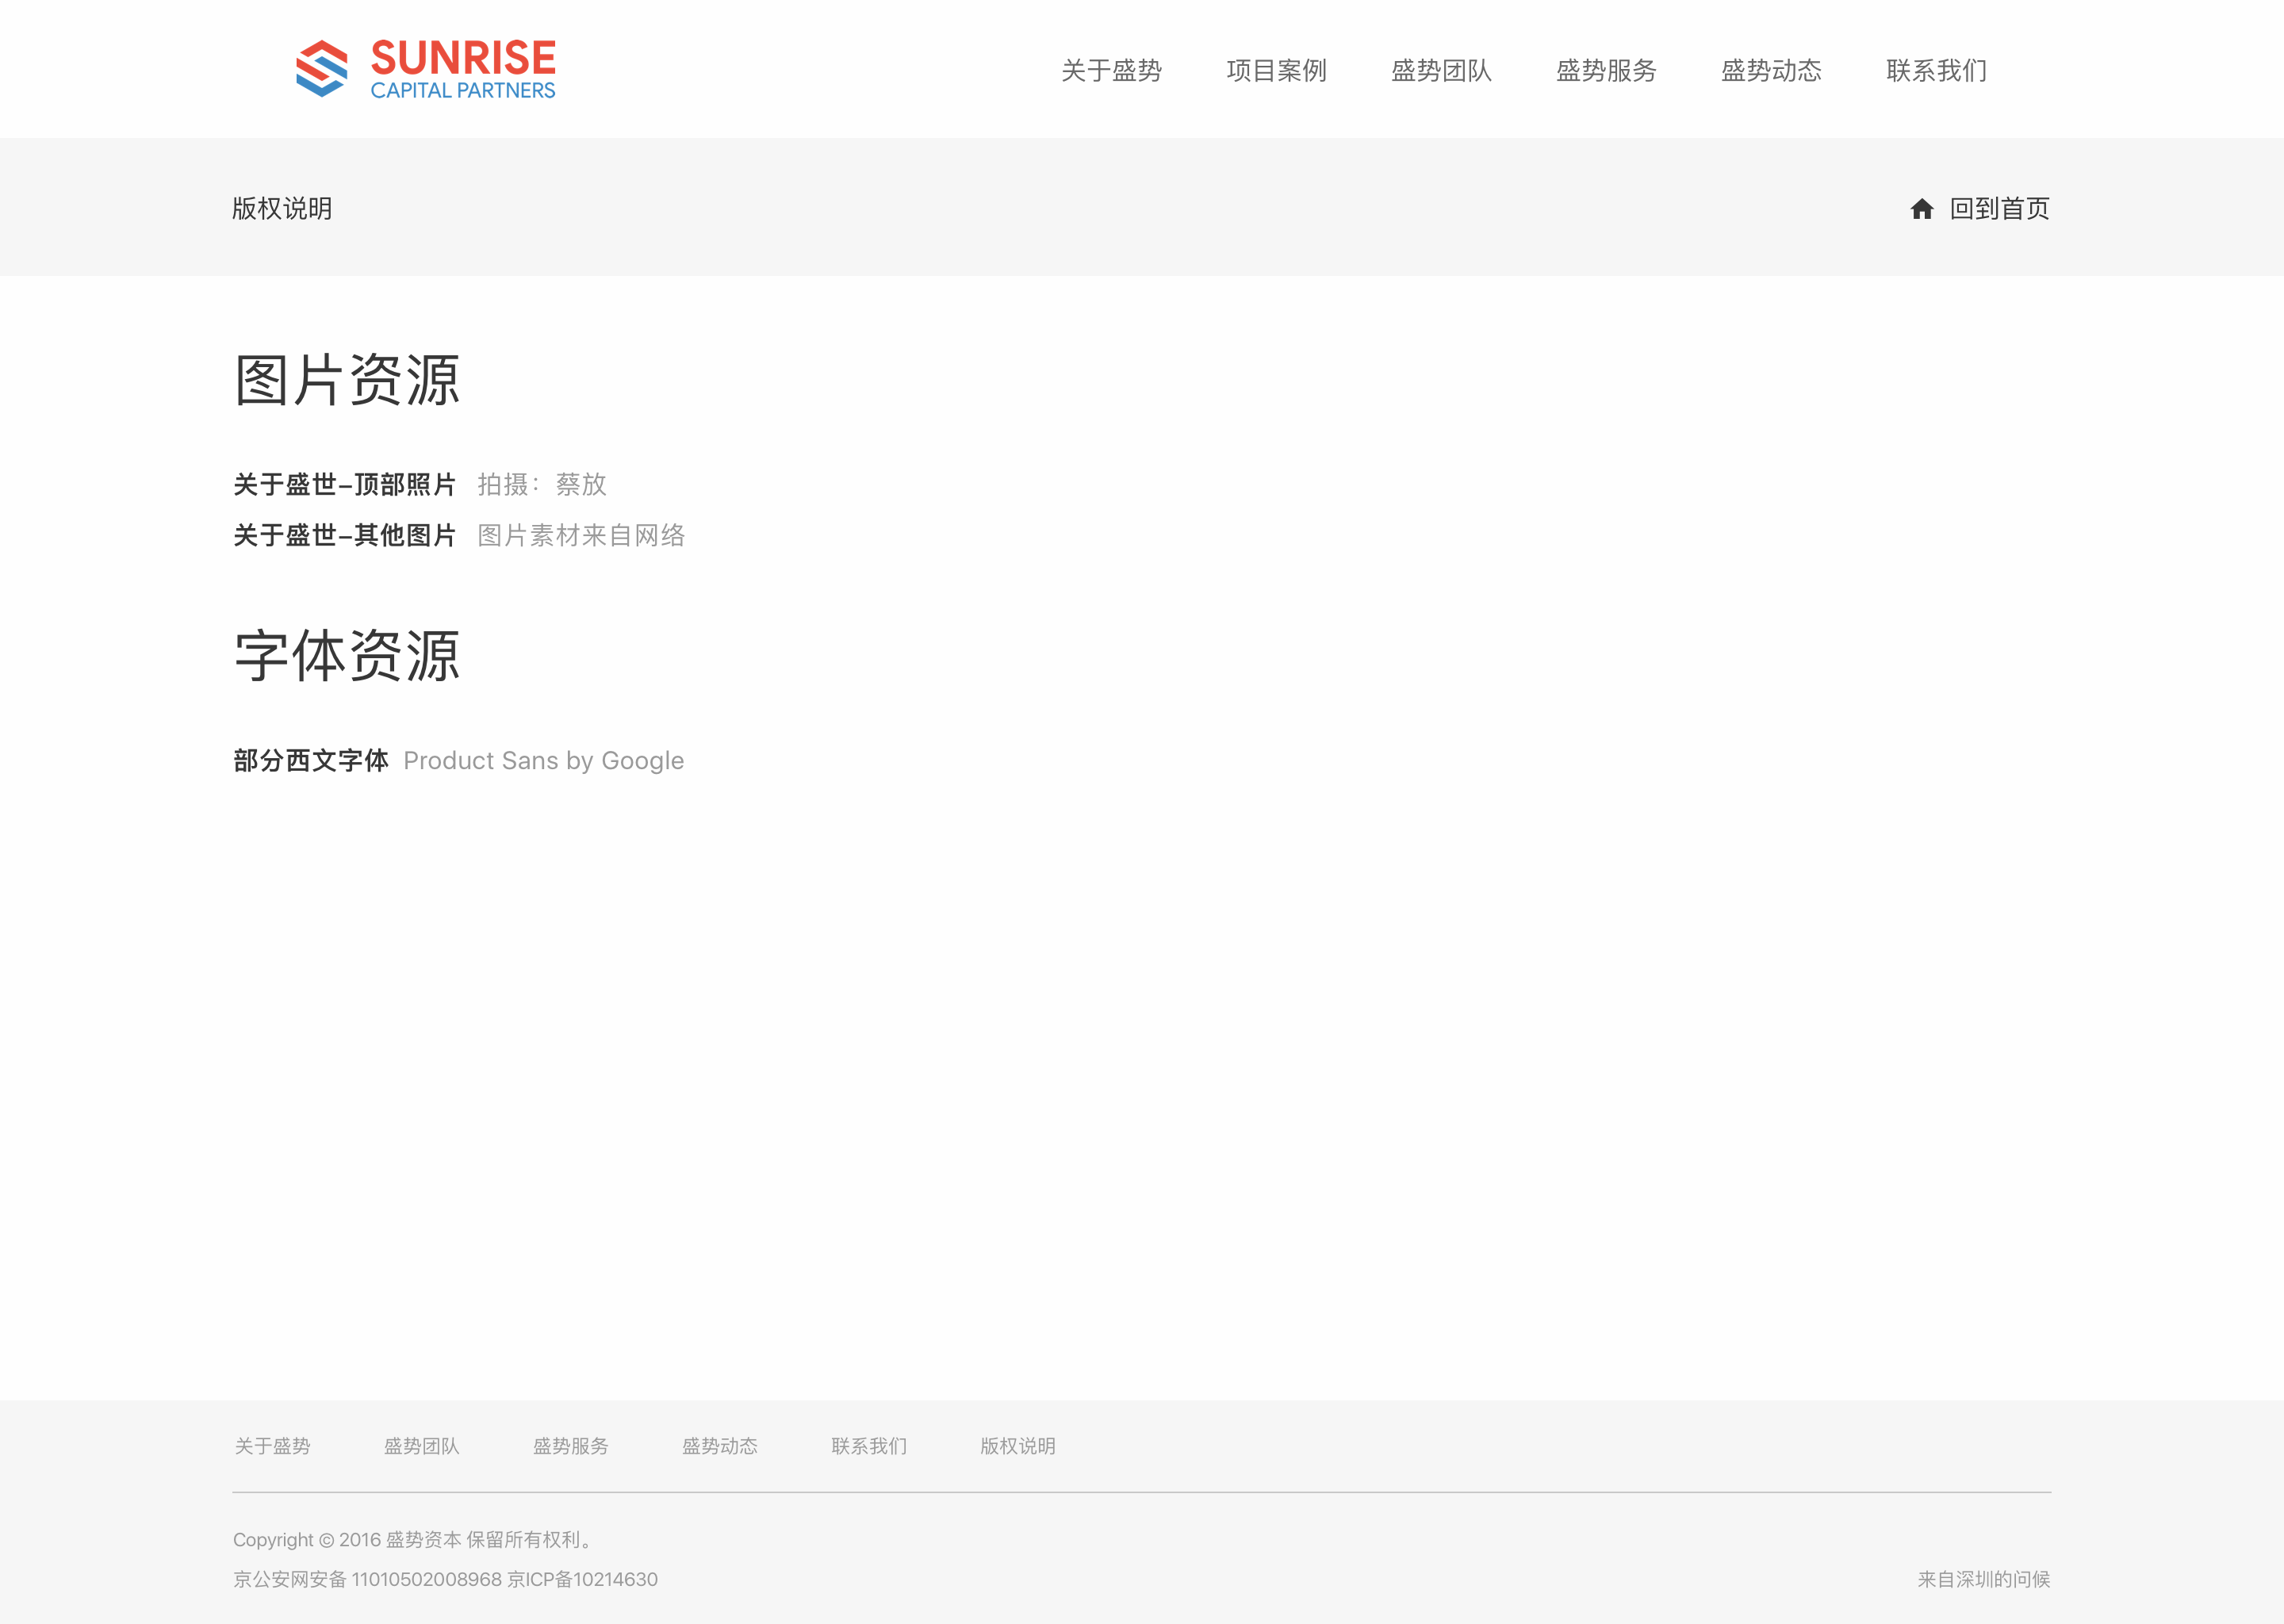 SUNRISE
CAPITAL PARTNERS
关于盛势 项目案例 盛势团队 盛势服务 盛势动态 联系我们
版权说明 回到首页
图片资源
关于盛世–顶部照片 拍摄：蔡放
关于盛世–其他图片 图片素材来自网络
字体资源
部分西文字体 Product Sans by Google
关于盛势 盛势团队 盛势服务 盛势动态 联系我们 版权说明
Copyright © 2016 盛势资本 保留所有权利。
京公安网安备 11010502008968 京ICP备10214630 来自深圳的问候